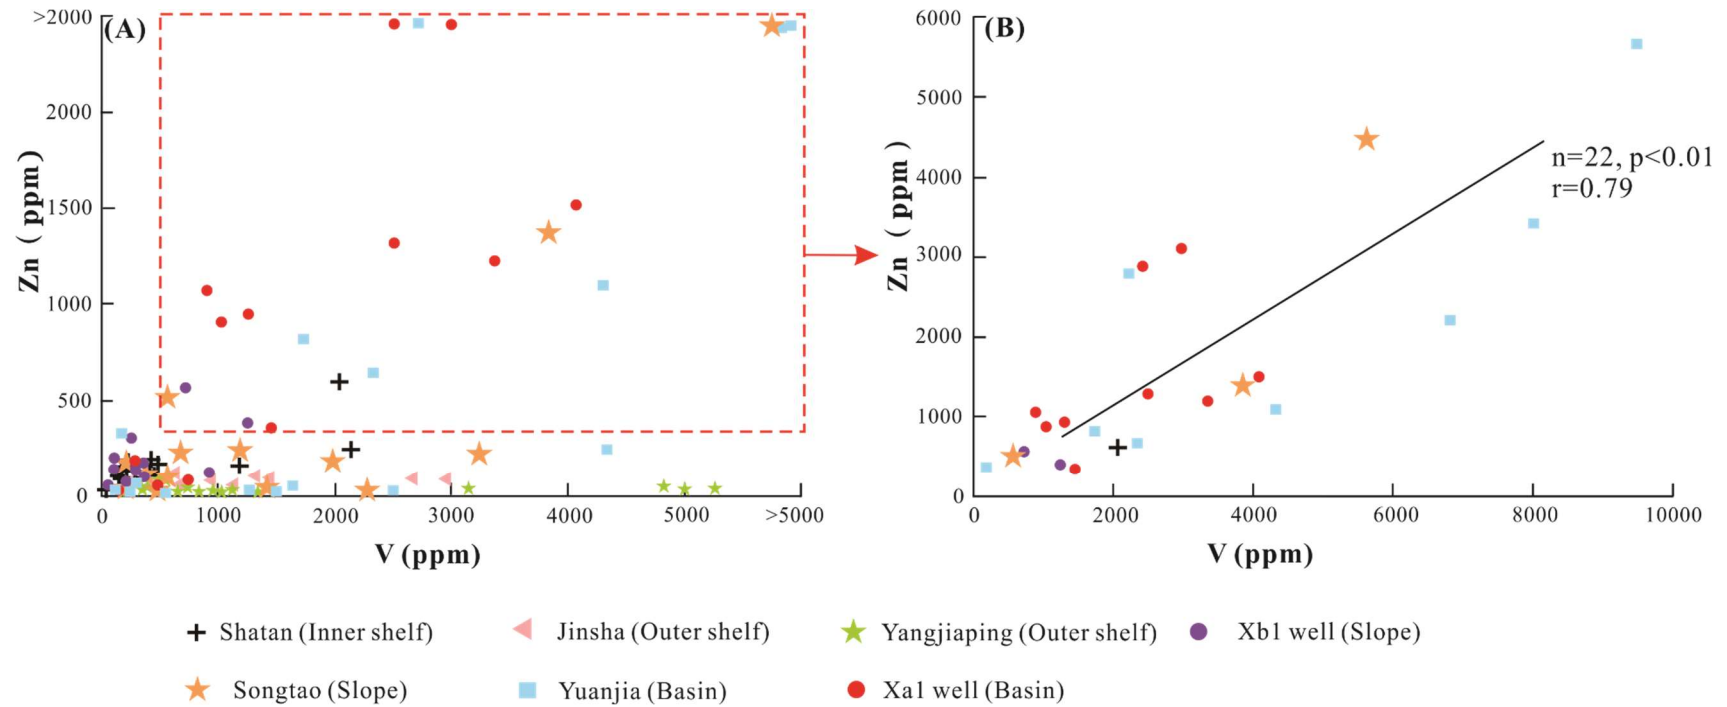 (A)
>2000
2000
1500
1000
500
0
Zn ( ppm)
0 1000 2000 3000 4000 5000 >5000
V (ppm)
(B)
6000
5000
4000
3000
2000
1000
0
Zn ( ppm )
0 2000 4000 6000 8000 10000
V (ppm)
n=22, p<0.01
r=0.79
Shatan (Inner shelf) Jinsha (Outer shelf) Yangjiaping (Outer shelf) Xb1 well (Slope)
Songtao (Slope) Yuanjia (Basin) Xa1 well (Basin)